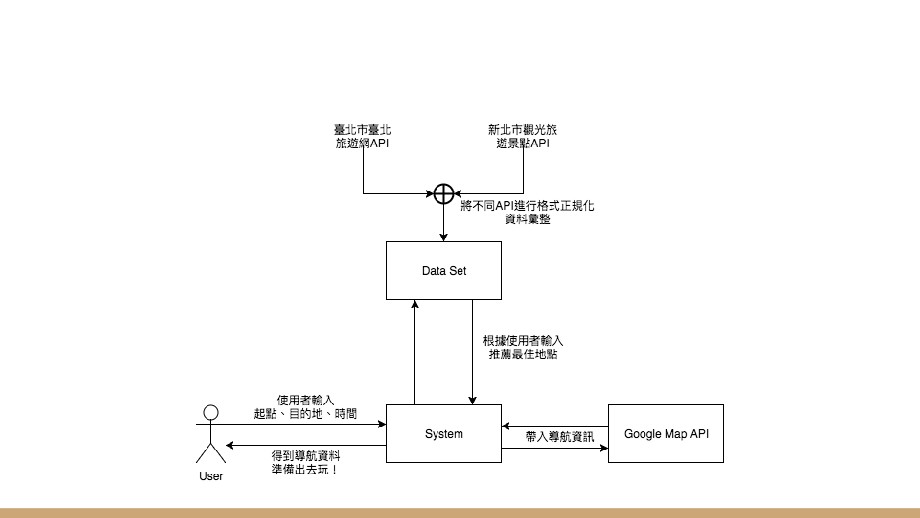 臺北市臺北
旅遊網API
新北市觀光旅
遊景點API
將不同API進行格式正規化
資料彙整
Data Set
根據使用者輸入
推薦最佳地點
使用者輸入
起點、目的地、時間
System
帶入導航資訊
Google Map API
得到導航資料
準備出去玩！
User